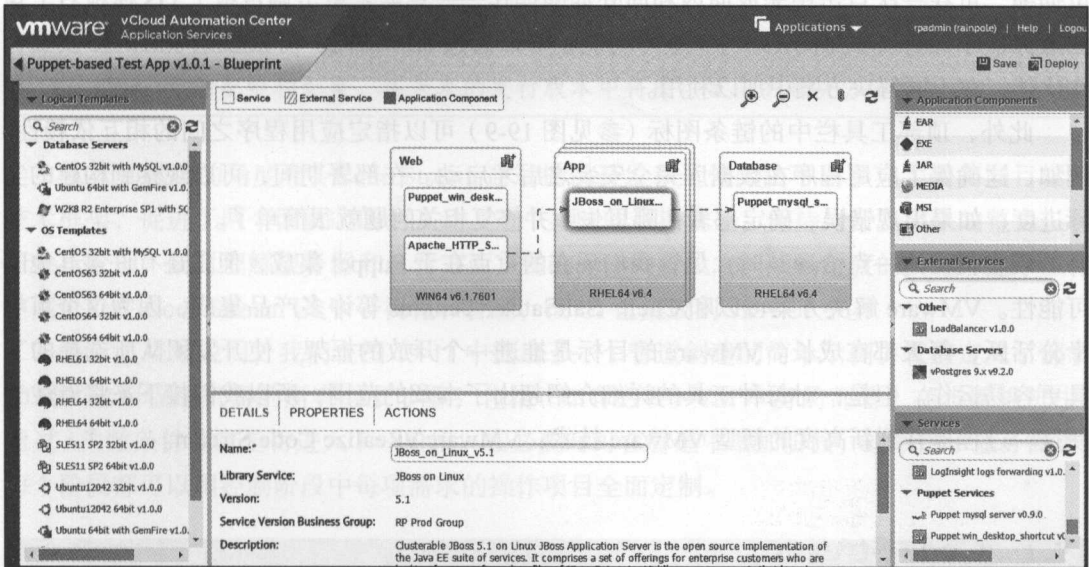 vmware vCloud Automation Center
Application Services
Applications
rpadmin (rainpole) | Help | Logou
Puppet-based Test App v1.0.1 - Blueprint
Save Deploy
Logical Templates
Search
Database Servers
CentOS 32bit with MySQL v1.0.0
Ubuntu 64bit with GemFire v1.0.
W2K8 R2 Enterprise SP1 with SC
OS Templates
CentOS 32bit with MySQL v1.0.0
CentOS63 32bit v1.0.0
CentOS63 64bit v1.0.0
CentOS64 32bit v1.0.0
CentOS64 64bit v1.0.0
RHEL61 32bit v1.0.0
RHEL61 64bit v1.0.0
RHEL64 32bit v1.0.0
RHEL64 64bit v1.0.0
SLES11 SP2 32bit v1.0.0
SLES11 SP2 64bit v1.0.0
Ubuntu12042 32bit v1.0.0
Ubuntu12042 64bit v1.0.0
Ubuntu 64bit with GemFire v1.0.
Service External Service Application Component
Web
Puppet_win_desk...
Apache_HTTP_S...
WIN64 v6.1.7601
App
JBoss_on_Linux...
RHEL64 v6.4
Database
Puppet_mysql_s...
RHEL64 v6.4
DETAILS | PROPERTIES | ACTIONS
Name: JBoss_on_Linux_v5.1
Library Service: JBoss on Linux
Version: 5.1
Service Version Business Group: RP Prod Group
Description: Clusterable JBoss 5.1 on Linux JBoss Application Server is the open source implementation of
the Java EE suite of services. It comprises a set of offerings for enterprise customers who are
Application Components
EAR
EXE
JAR
MEDIA
MSI
Other
External Services
Search
Other
LoadBalancer v1.0.0
Database Servers
vPostgres 9.x v9.2.0
Services
Search
LogInsight logs forwarding v1.0.
Puppet Services
Puppet mysql server v0.9.0
Puppet win_desktop_shortcut v0